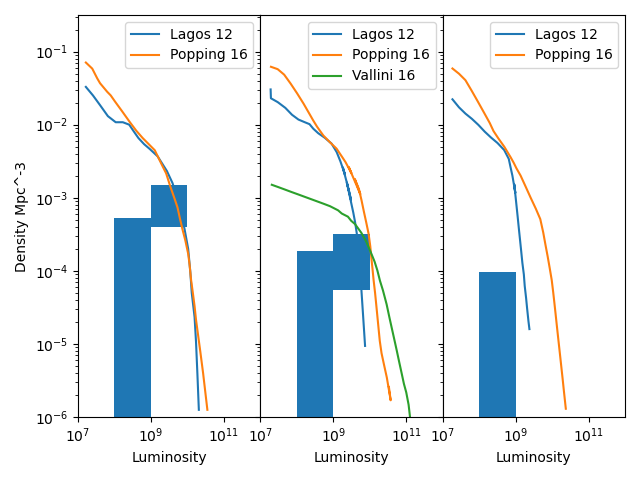 Lagos 12
Popping 16
Lagos 12
Popping 16
Vallini 16
Lagos 12
Popping 16
Density Mpc^-3
10^-1
10^-2
10^-3
10^-4
10^-5
10^-6
10^7 10^9 10^11
10^7 10^9 10^11
10^7 10^9 10^11
Luminosity
Luminosity
Luminosity